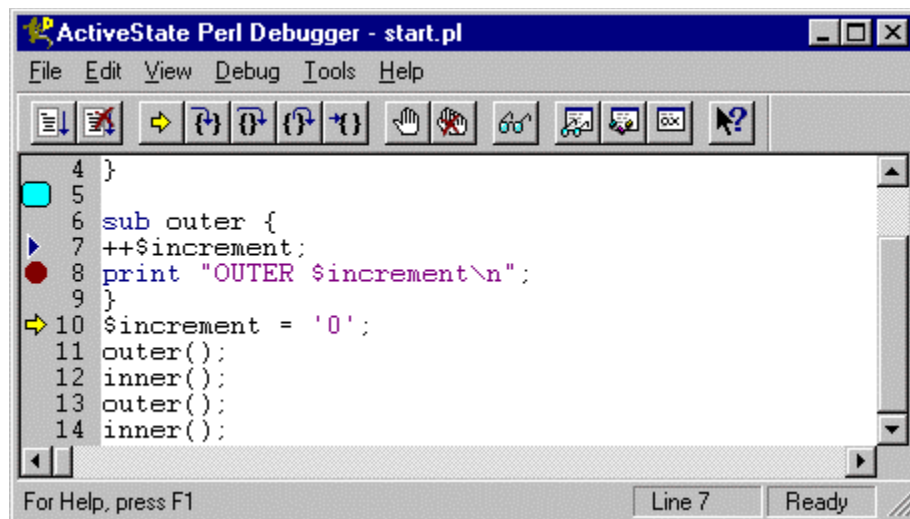 ActiveState Perl Debugger - start.pl
File Edit View Debug Tools Help
4 }
5
6 sub outer {
7 ++$increment;
8 print "OUTER $increment\n";
9 }
10 $increment = '0';
11 outer();
12 inner();
13 outer();
14 inner();
For Help, press F1 Line 7 Ready